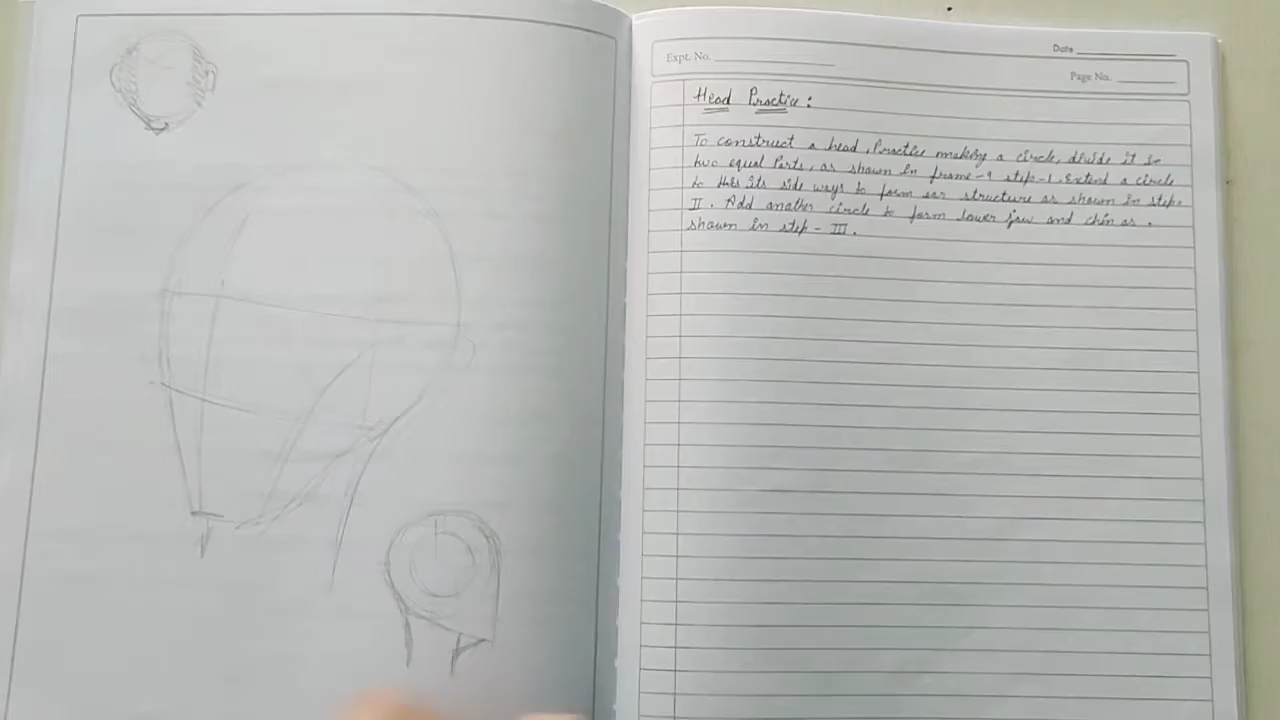 Date
Expt. No.
Page No.
Head Practice:
To construct a head, Practice making a circle, divide it in
two equal Parts, as shown in frame-1 step-1. Extend a circle
to its side ways to form ear structure as shown in step-
II. Add another circle to form lower jaw and chin as.
shown in step - III.